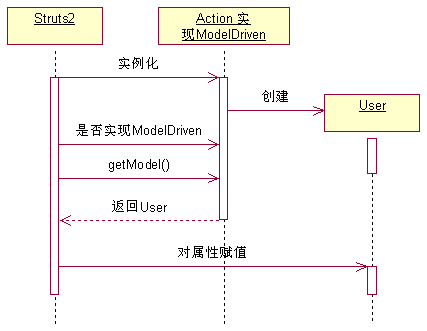 Struts2
Action 实
现ModelDriven
实例化
创建
User
是否实现ModelDriven
getModel()
返回User
对属性赋值